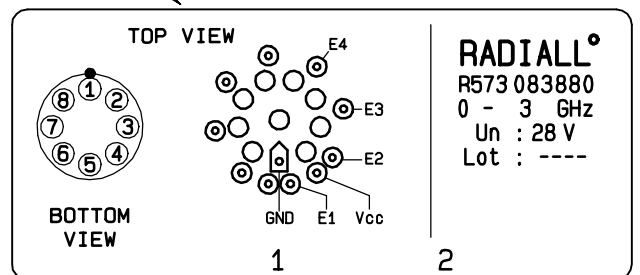 TOP VIEW
E4
E3
E2
GND E1 Vcc
1
2
3
4
5
6
7
8
BOTTOM
VIEW
1
RADIALL°
R573 083880
0 - 3 GHz
Un : 28 V
Lot : ----
2